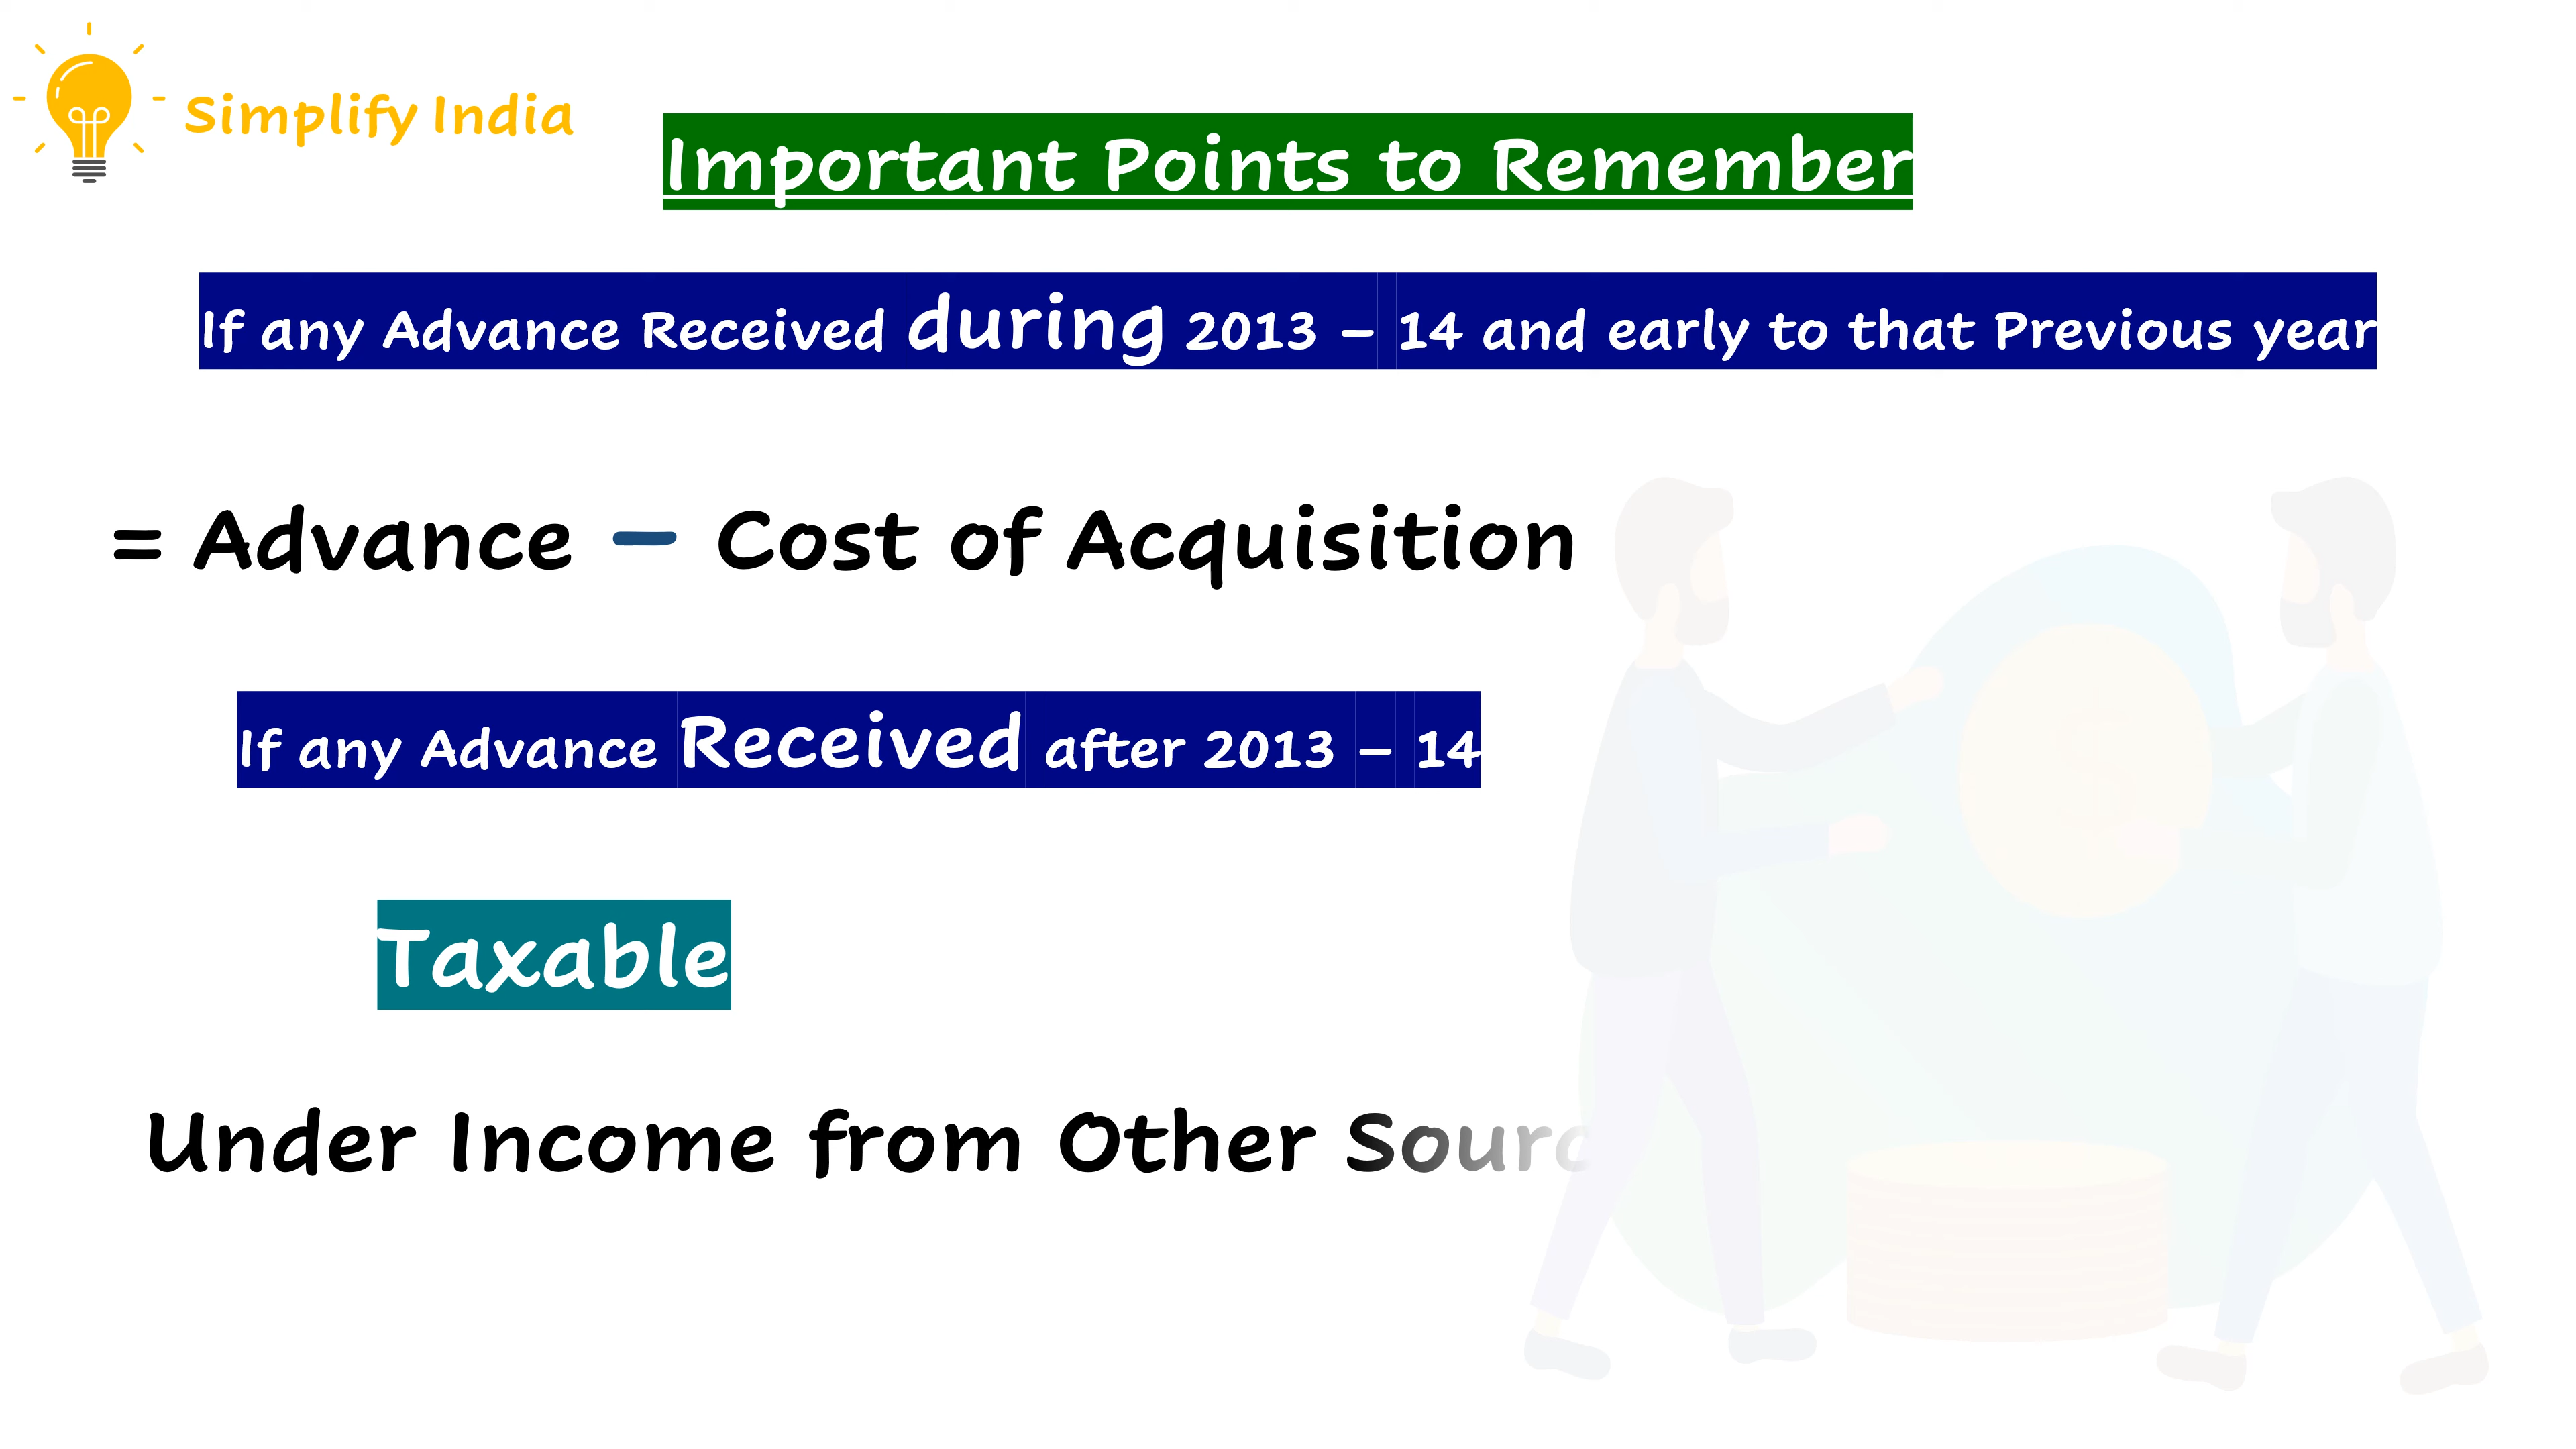 Simplify India
Important Points to Remember
If any Advance Received during 2013 – 14 and early to that Previous year
= Advance – Cost of Acquisition
If any Advance Received after 2013 – 14
Taxable
Under Income from Other